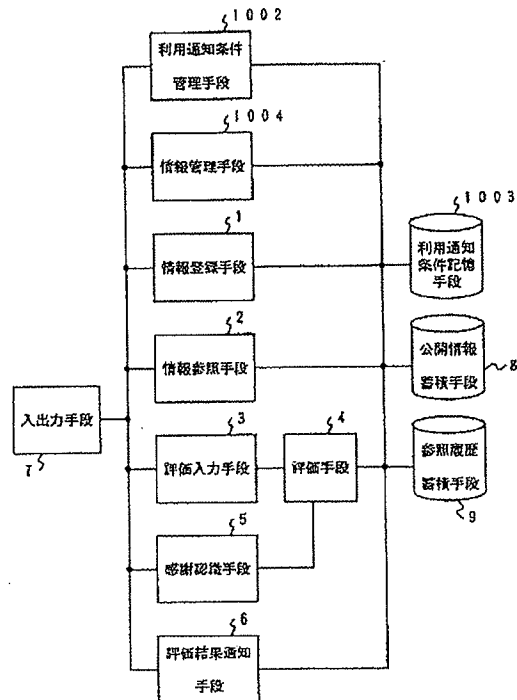 1002
利用通知条件
管理手段
1004
情報管理手段
1003
利用通知
条件記憶
手段
1
情報登録手段
2
情報参照手段
公開情報
蓄積手段
8
入出力手段
7
3
評価入力手段
4
評価手段
参照履歴
蓄積手段
9
5
感謝認識手段
6
評価結果通知
手段